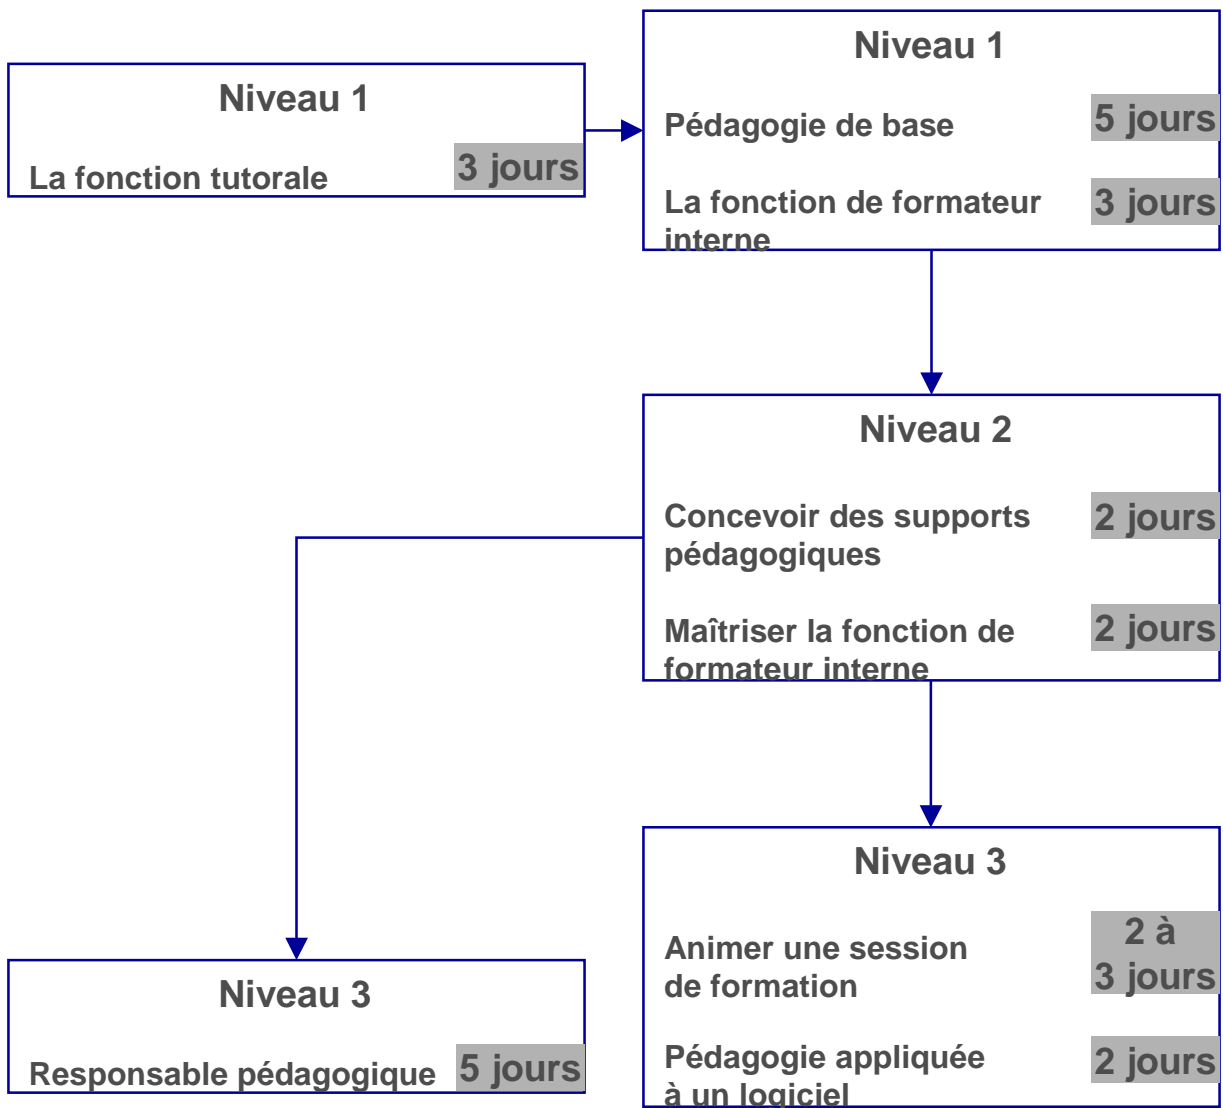 Niveau 1
La fonction tutorale
3 jours
Niveau 1
Pédagogie de base
5 jours
La fonction de formateur
interne
3 jours
Niveau 2
Concevoir des supports
pédagogiques
2 jours
Maîtriser la fonction de
formateur interne
2 jours
Niveau 3
Responsable pédagogique
5 jours
Niveau 3
Animer une session
de formation
2 à
3 jours
Pédagogie appliquée
à un logiciel
2 jours